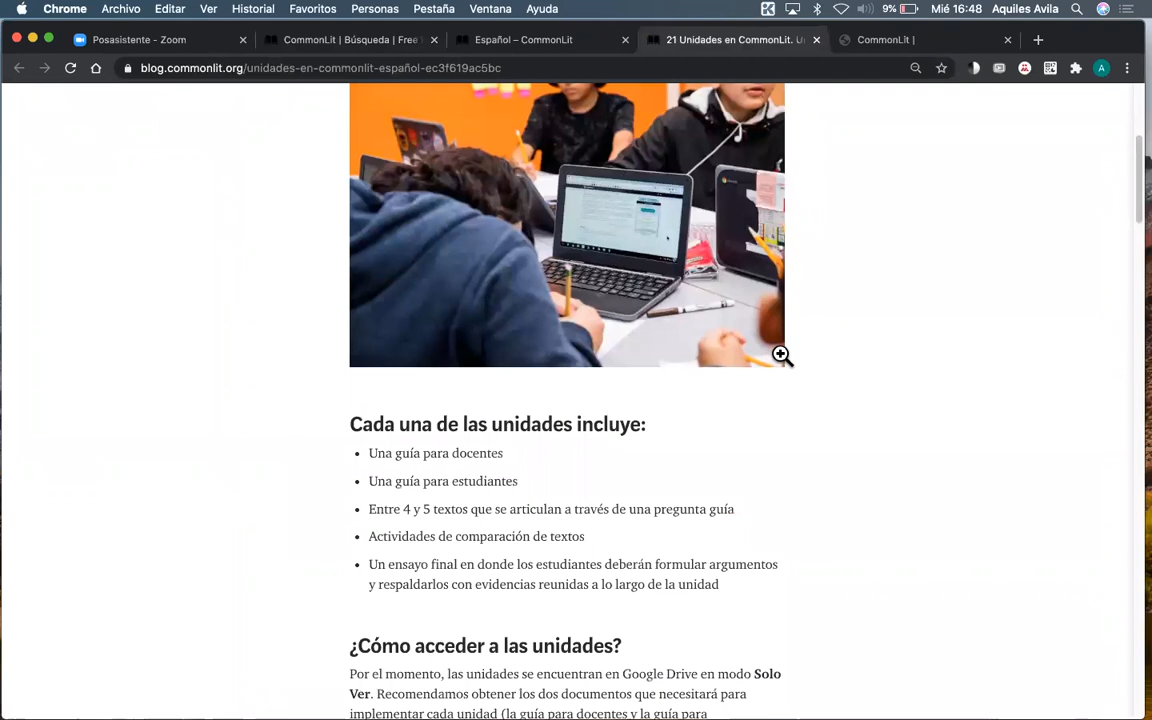 Chrome Archivo Editar Ver Historial Favoritos Personas Pestaña Ventana Ayuda 9% Mié 16:48 Aquiles Avila
Posasistente - Zoom CommonLit | Búsqueda | Free T Español – CommonLit 21 Unidades en CommonLit. U CommonLit |
blog.commonlit.org/unidades-en-commonlit-español-ec3f619ac5bc A
Cada una de las unidades incluye:
• Una guía para docentes
• Una guía para estudiantes
• Entre 4 y 5 textos que se articulan a través de una pregunta guía
• Actividades de comparación de textos
• Un ensayo final en donde los estudiantes deberán formular argumentos
y respaldarlos con evidencias reunidas a lo largo de la unidad
¿Cómo acceder a las unidades?
Por el momento, las unidades se encuentran en Google Drive en modo Solo
Ver. Recomendamos obtener los dos documentos que necesitará para
implementar cada unidad (la guía para docentes y la guía para